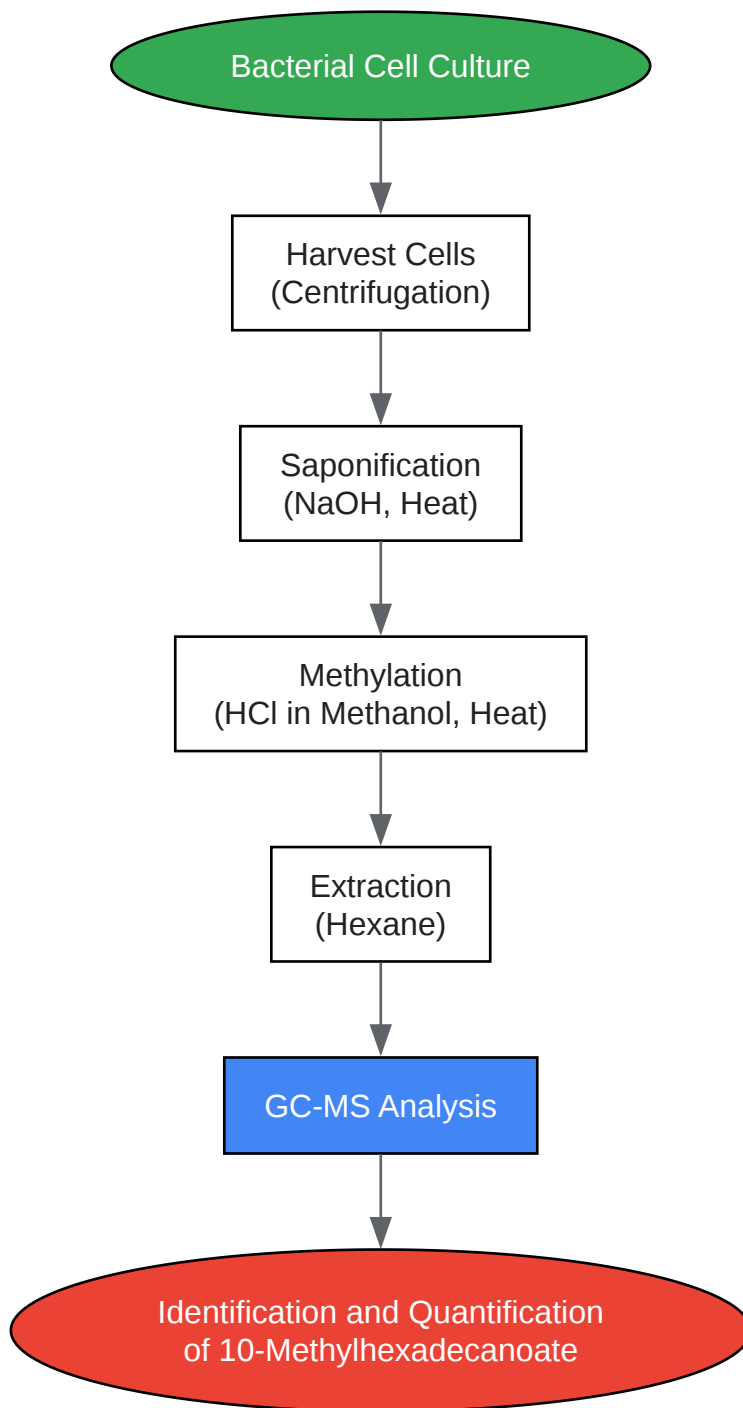 Bacterial Cell Culture
Harvest Cells
(Centrifugation)
Saponification
(NaOH, Heat)
Methylation
(HCl in Methanol, Heat)
Extraction
(Hexane)
GC-MS Analysis
Identification and Quantification
of 10-Methylhexadecanoate